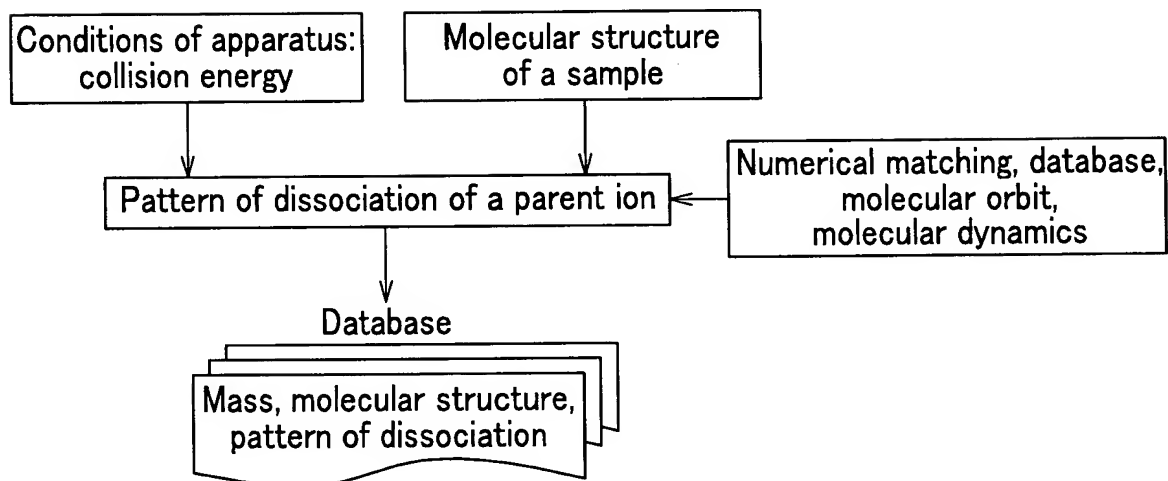 Conditions of apparatus:
collision energy
Molecular structure
of a sample
Numerical matching, database,
molecular orbit,
molecular dynamics
Pattern of dissociation of a parent ion
Database
Mass, molecular structure,
pattern of dissociation